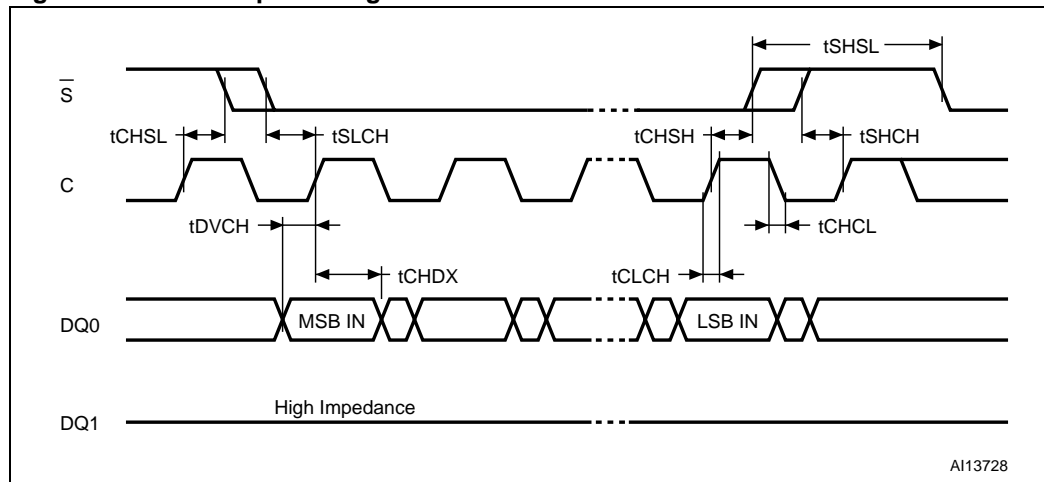 tSHSL
S
tCHSL
tSLCH
tCHSH
tSHCH
C
tDVCH
tCHCL
tCHDX
tCLCH
DQ0
MSB IN
LSB IN
High Impedance
DQ1
AI13728